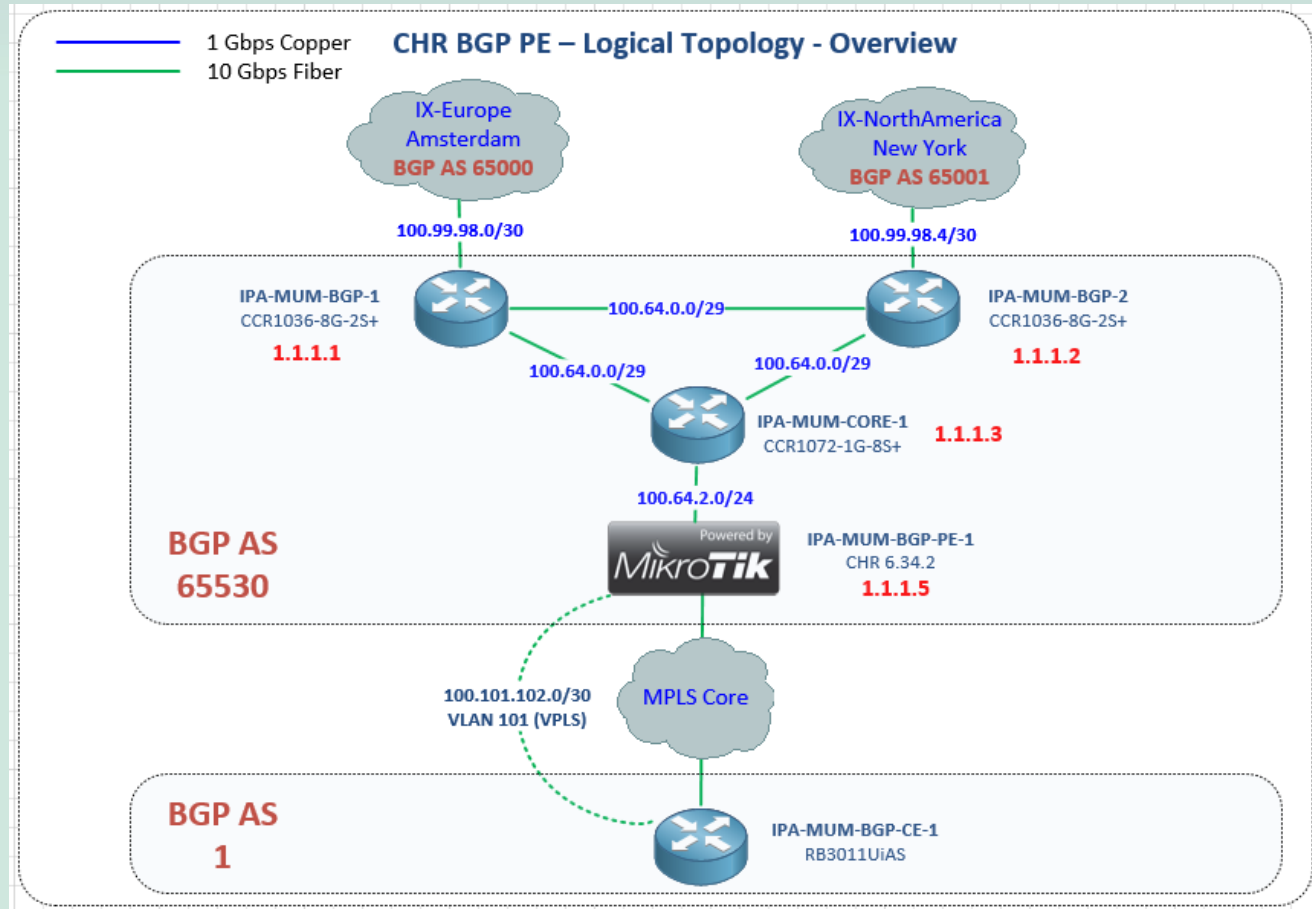 CHR BGP PE – Logical Topology - Overview
1 Gbps Copper
10 Gbps Fiber
IX-Europe
Amsterdam
BGP AS 65000
IX-NorthAmerica
New York
BGP AS 65001
100.99.98.0/30
100.99.98.4/30
IPA-MUM-BGP-1
CCR1036-8G-2S+
1.1.1.1
100.64.0.0/29
IPA-MUM-BGP-2
CCR1036-8G-2S+
1.1.1.2
100.64.0.0/29
100.64.0.0/29
IPA-MUM-CORE-1
CCR1072-1G-8S+
1.1.1.3
100.64.2.0/24
BGP AS
65530
Powered by
MikroTik
IPA-MUM-BGP-PE-1
CHR 6.34.2
1.1.1.5
100.101.102.0/30
VLAN 101 (VPLS)
MPLS Core
BGP AS
1
IPA-MUM-BGP-CE-1
RB3011UiAS